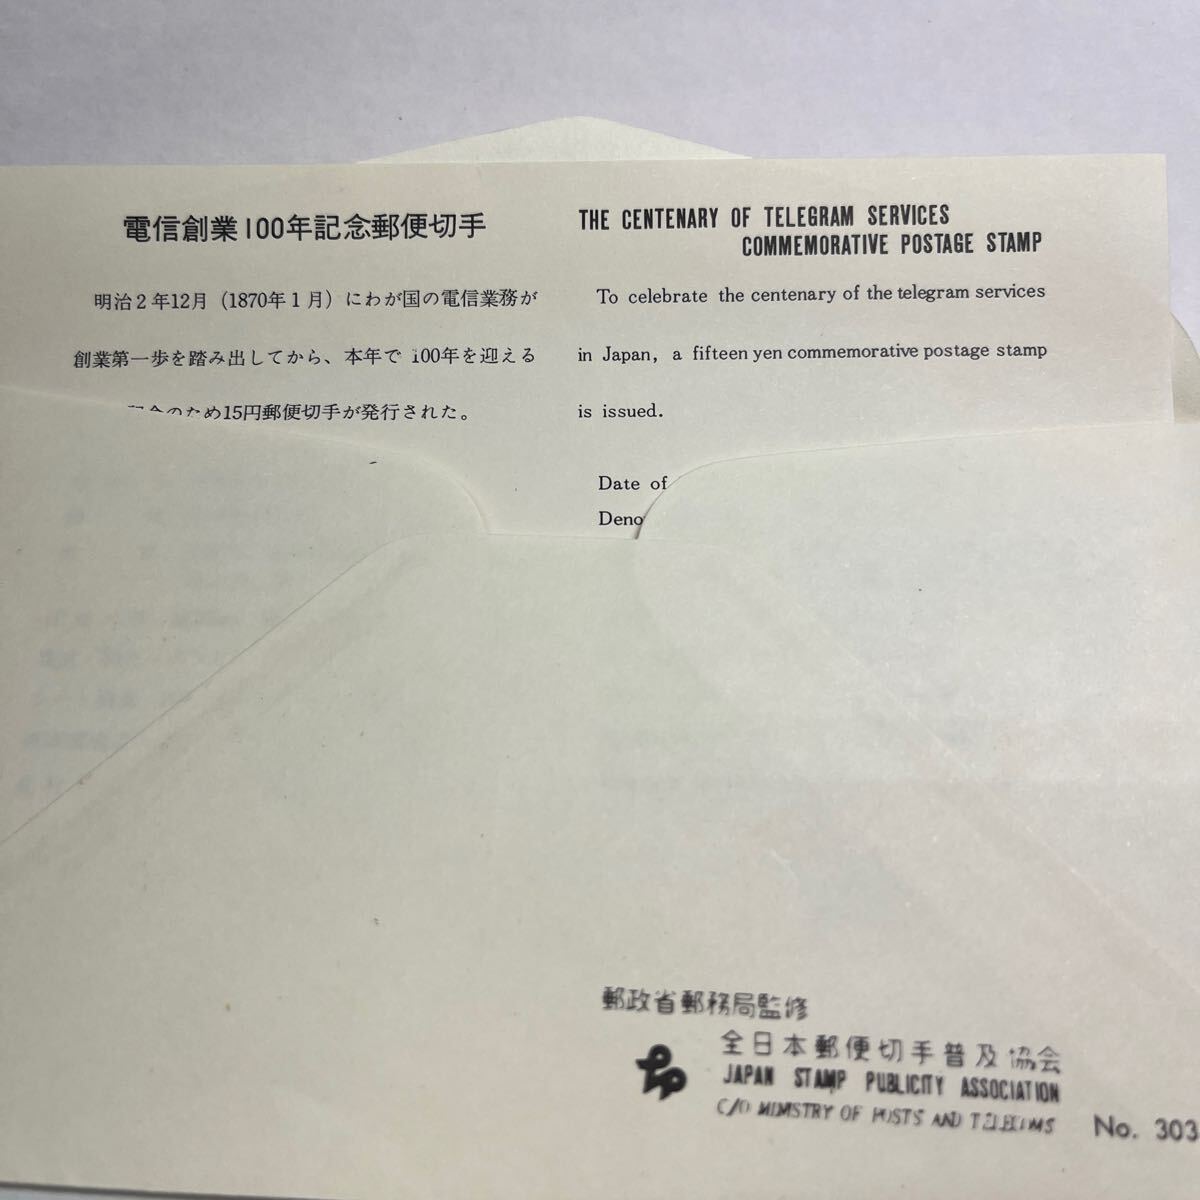 電信創業100年記念郵便切手
明治2年12月(1870年1月)にわが国の電信業務が
創業第一歩を踏み出してから、本年で100年を迎える
記念のため15円郵便切手が発行された。
THE CENTENARY OF TELEGRAM SERVICES
COMMEMORATIVE POSTAGE STAMP
To celebrate the centenary of the telegram services
in Japan, a fifteen yen commemorative postage stamp
is issued.
Date of
Deno
郵政省郵務局監修
全日本郵便切手普及協会
JAPAN STAMP PUBLICITY ASSOCIATION
C/O MINISTRY OF POSTS AND TELECOMS
No. 303